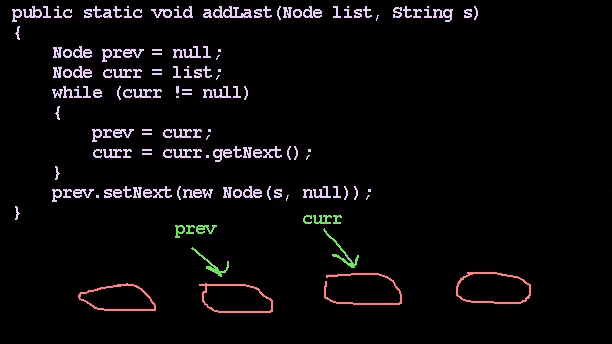 public static void addLast(Node list, String s)
{
Node prev = null;
Node curr = list;
while (curr != null)
{
prev = curr;
curr = curr.getNext();
}
prev.setNext(new Node(s, null));
}
prev
curr